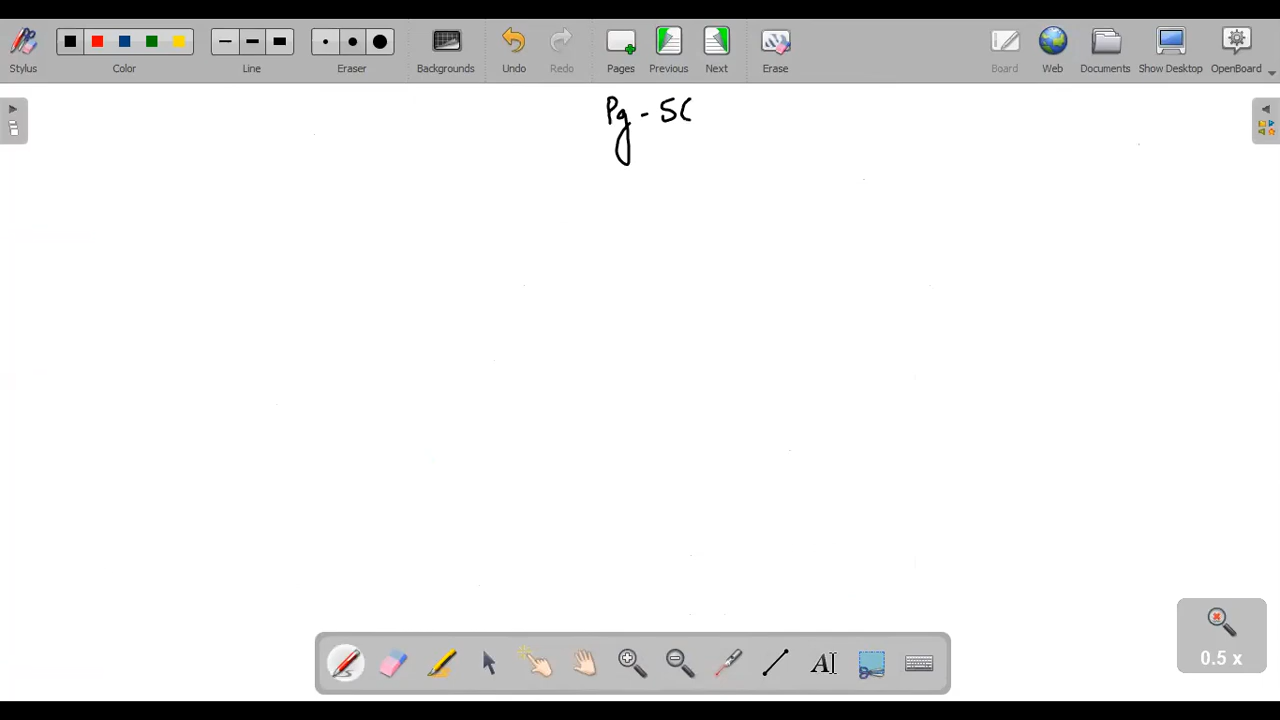 Stylus
Color
Line
Eraser
Backgrounds
Undo
Redo
Pages
Previous
Next
Erase
Board
Web
Documents
Show Desktop
OpenBoard
Pg - 5(
A
0.5 x